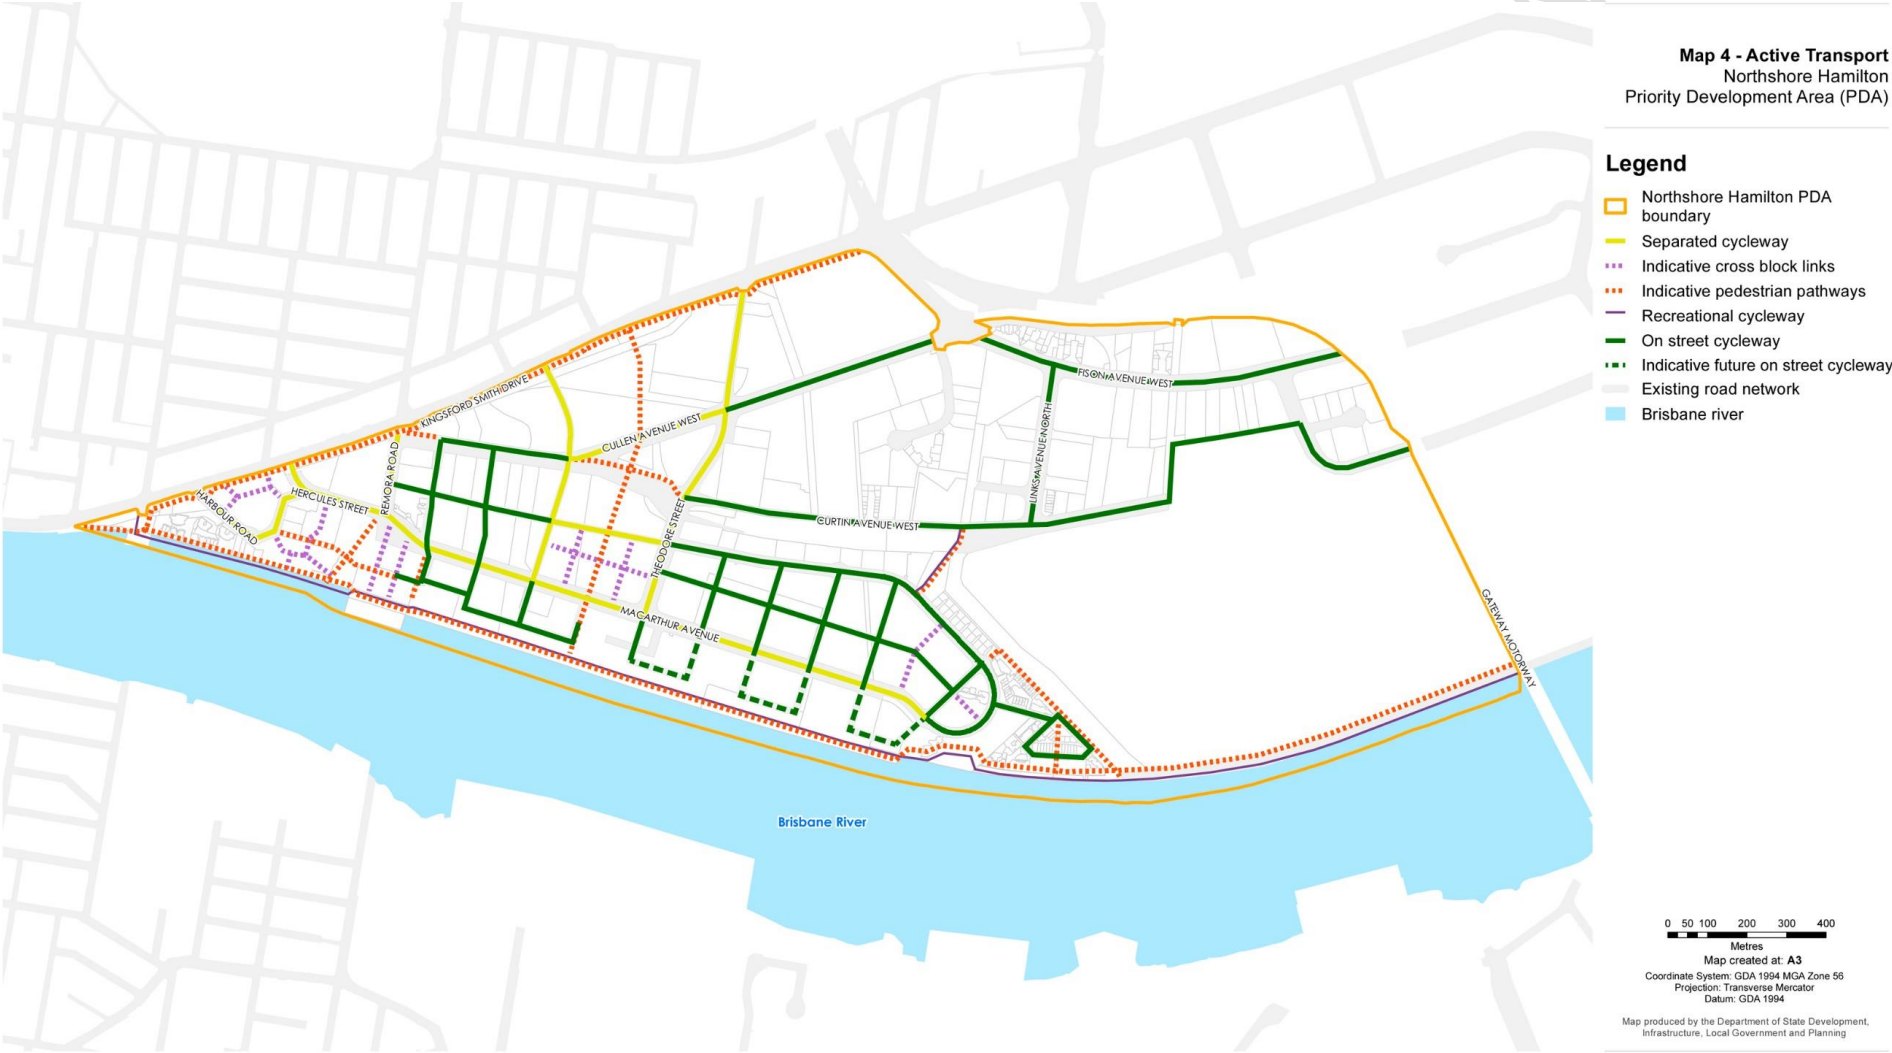 Map 4 - Active Transport
Northshore Hamilton
Priority Development Area (PDA)
Legend
Northshore Hamilton PDA
boundary
Separated cycleway
Indicative cross block links
Indicative pedestrian pathways
Recreational cycleway
On street cycleway
Indicative future on street cycleway
Existing road network
Brisbane river
KINGSFORD SMITH DRIVE
CULLEN AVENUE WEST
FISON AVENUE WEST
LINKS AVENUE NORTH
REMORA ROAD
HERCULES STREET
HARBOUR ROAD
THEODORE STREET
CURTIN AVENUE WEST
MACARTHUR AVENUE
GATEWAY MOTORWAY
Brisbane River
0 50 100 200 300 400
Metres
Map created at: A3
Coordinate System: GDA 1994 MGA Zone 56
Projection: Transverse Mercator
Datum: GDA 1994
Map produced by the Department of State Development,
Infrastructure, Local Government and Planning